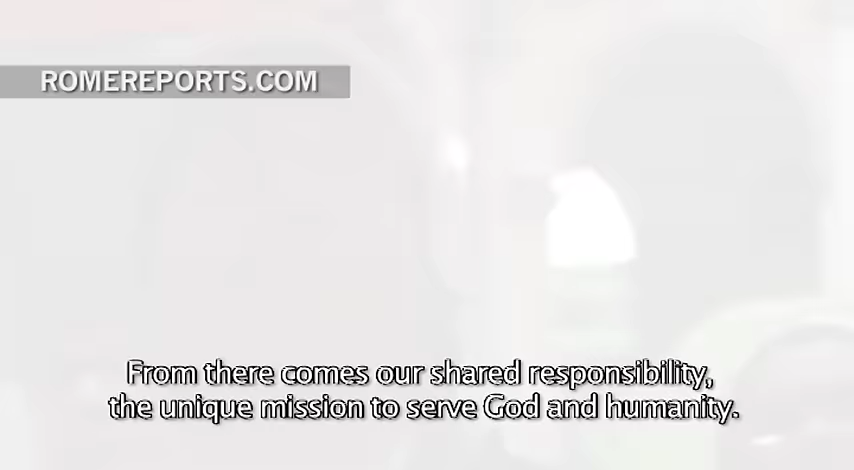 ROMEREPORTS.COM
From there comes our shared responsibility,
the unique mission to serve God and humanity.